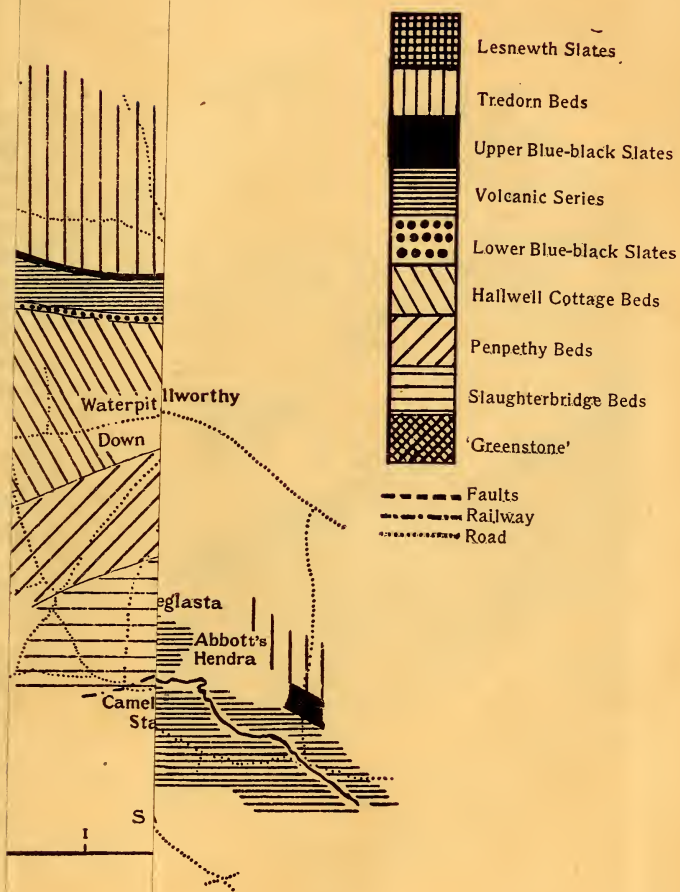 Lesnewth Slates
Tredorn Beds
Upper Blue-black Slates
Volcanic Series
Lower Blue-black Slates
Hallwell Cottage Beds
Penpethy Beds
Slaughterbridge Beds
'Greenstone'
Faults
Railway
Road
Waterpit
llworthy
Down
eglasta
Abbott's
Hendra
Camel
Sta
S
I